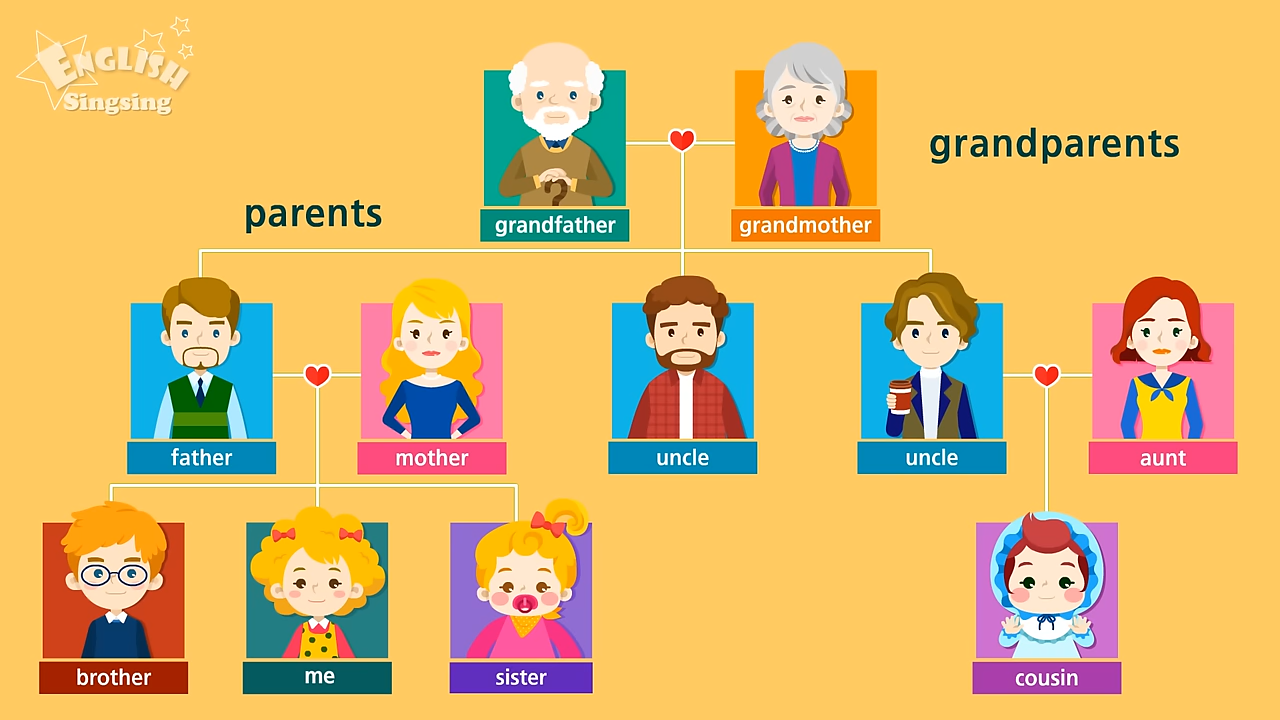 ENGLISH
Singsing
grandparents
parents
grandfather
grandmother
father
mother
uncle
uncle
aunt
brother
me
sister
cousin